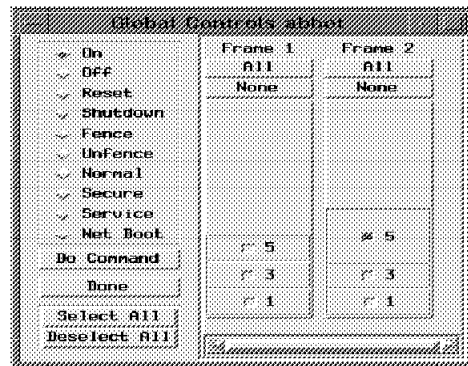 Global Controls abhot
On
Off
Reset
Shutdown
Fence
Unfence
Normal
Secure
Service
Net Boot
Do Command
Done
Select All
Deselect All
Frame 1
All
None
5
3
1
Frame 2
All
None
5
3
1